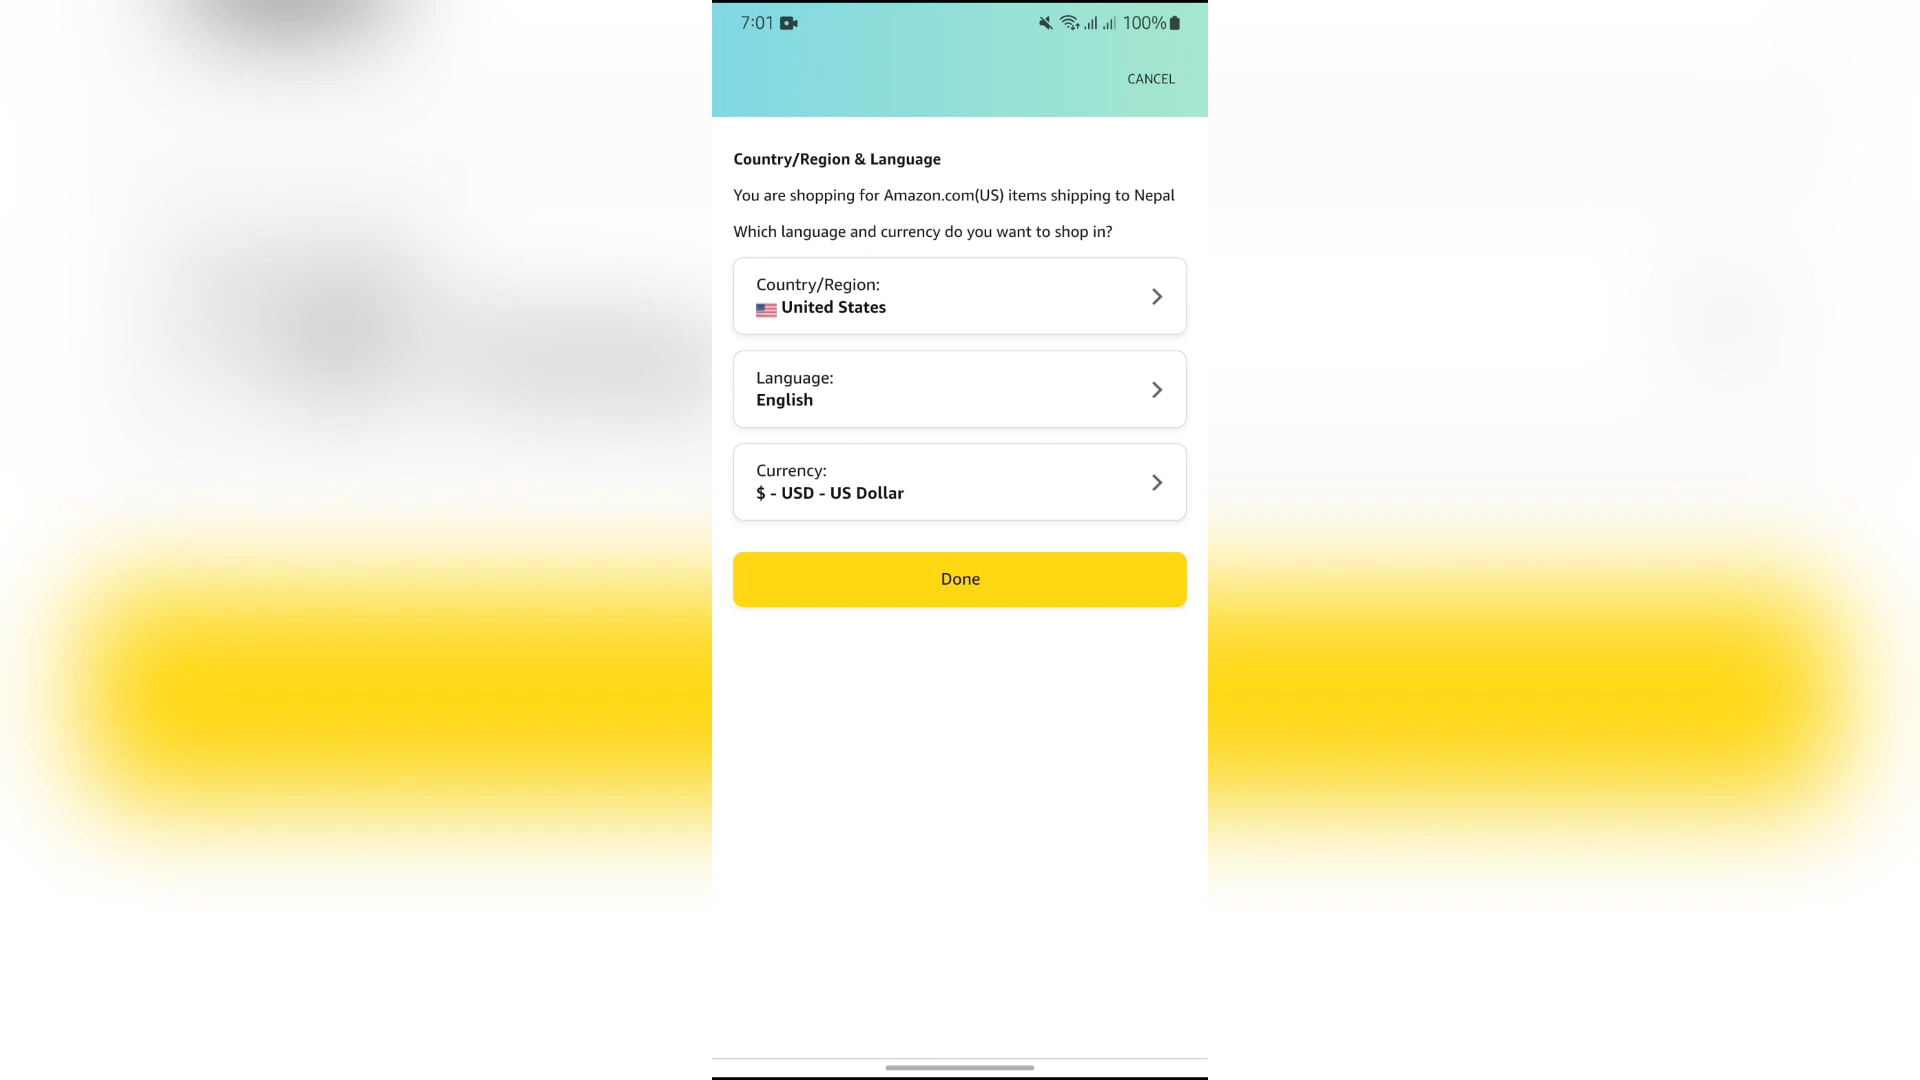 7:01 100%
CANCEL
Country/Region & Language
You are shopping for Amazon.com(US) items shipping to Nepal
Which language and currency do you want to shop in?
Country/Region:
United States
Language:
English
Currency:
$ - USD - US Dollar
Done